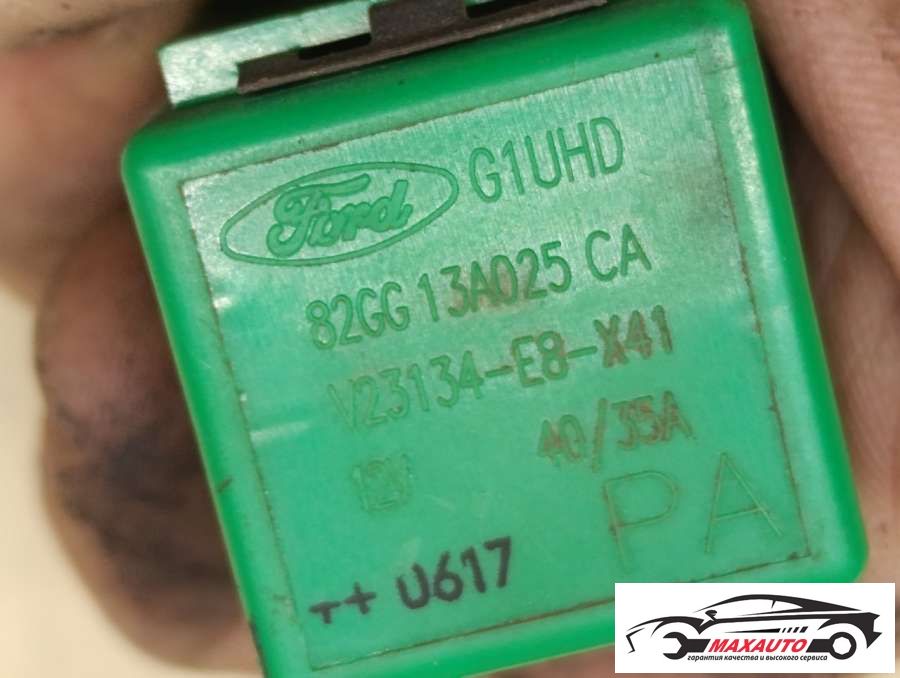 Ford G1UHD
82GG 13A025 CA
V23134-E8-X41
12V 40/35A
PA
++ U617
MAXAUTO
гарантия качества и высокого сервиса